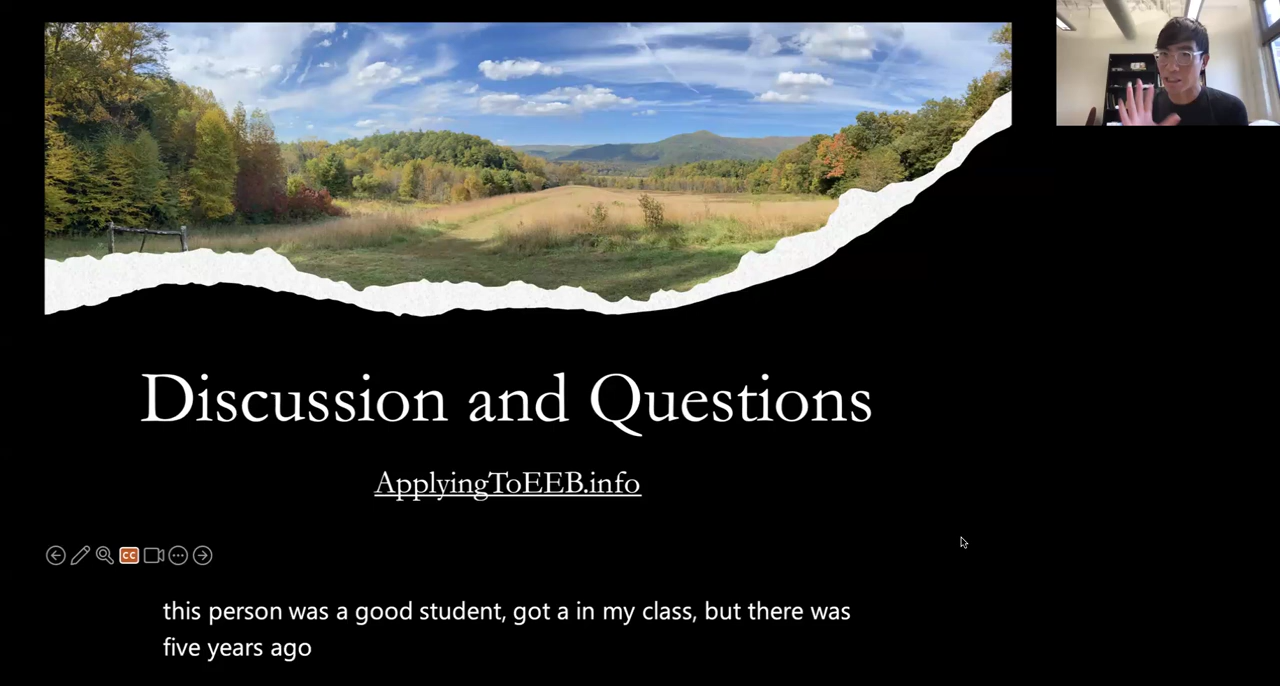 Discussion and Questions
ApplyingToEEB.info
CC
this person was a good student, got a in my class, but there was
five years ago